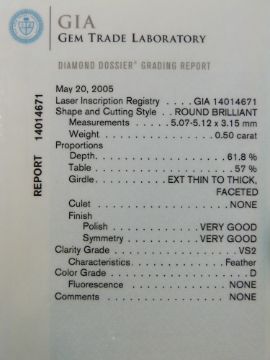 GIA
GEM TRADE LABORATORY
DIAMOND DOSSIER® GRADING REPORT
REPORT 14014671
May 20, 2005
Laser Inscription Registry . . . . GIA 14014671
Shape and Cutting Style . . ROUND BRILLIANT
Measurements . . . . 5.07-5.12 x 3.15 mm
Weight . . . . . . . . . . . . . . . . . 0.50 carat
Proportions
Depth. . . . . . . . . . . . . . . . . . . . . 61.8 %
Table . . . . . . . . . . . . . . . . . . . . . 57 %
Girdle. . . . . . . . . . EXT THIN TO THICK,
FACETED
Culet . . . . . . . . . . . . . . . . . . . . NONE
Finish
Polish . . . . . . . . . . . . . . VERY GOOD
Symmetry . . . . . . . . . . . VERY GOOD
Clarity Grade . . . . . . . . . . . . . . . . . . . VS2
Characteristics. . . . . . . . . . . . . . Feather
Color Grade . . . . . . . . . . . . . . . . . . . . . . D
Fluorescence . . . . . . . . . . . . . . NONE
Comments . . . . . . . . . . . . . . . . . . NONE